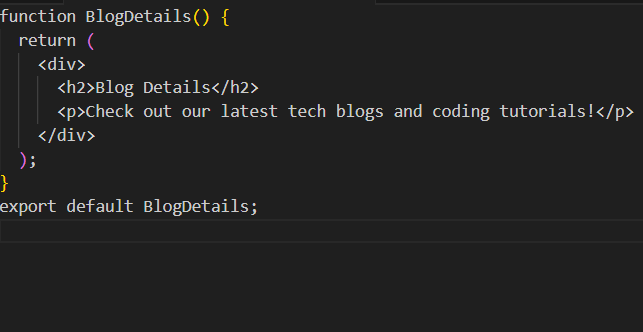 function BlogDetails() {
  return (
    <div>
      <h2>Blog Details</h2>
      <p>Check out our latest tech blogs and coding tutorials!</p>
    </div>
  );
}
export default BlogDetails;